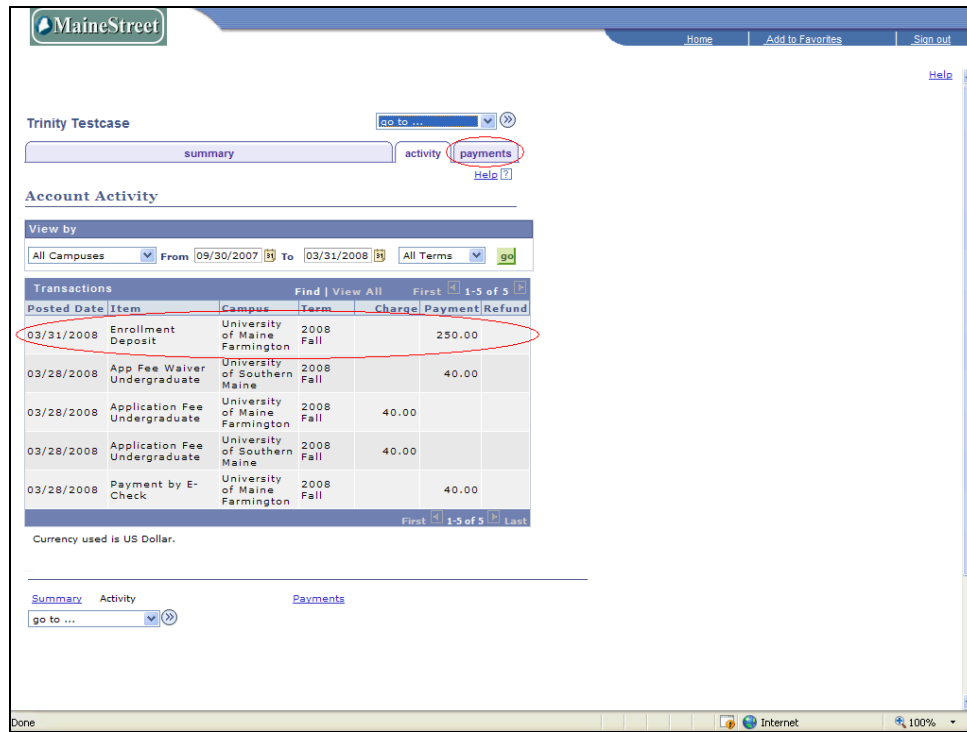 MaineStreet
Home Add to Favorites Sign out
Help
Trinity Testcase go to ...
summary activity payments
Help ?
Account Activity
View by
All Campuses From 09/30/2007 31 To 03/31/2008 31 All Terms go
Transactions Find | View All First 1-5 of 5
Posted Date Item Campus Term Charge Payment Refund
03/31/2008 Enrollment Deposit University of Maine Farmington 2008 Fall 250.00
03/28/2008 App Fee Waiver Undergraduate University of Southern Maine 2008 Fall 40.00
03/28/2008 Application Fee Undergraduate University of Maine Farmington 2008 Fall 40.00
03/28/2008 Application Fee Undergraduate University of Southern Maine 2008 Fall 40.00
03/28/2008 Payment by E-Check University of Maine Farmington 2008 Fall 40.00
First 1-5 of 5 Last
Currency used is US Dollar.
Summary Activity Payments
go to ...
Done Internet 100%